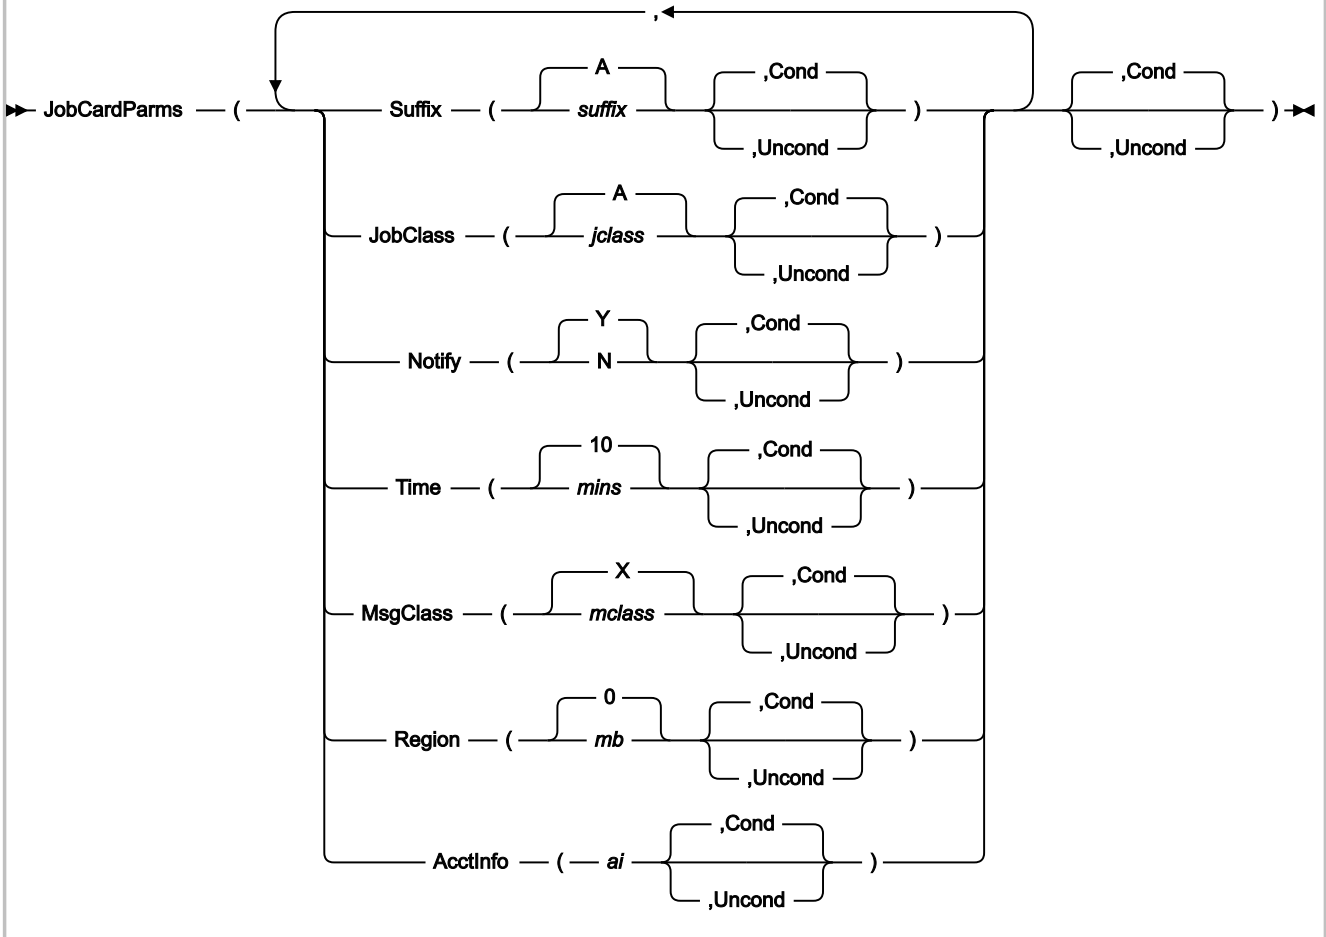 ,
A ,Cond ,Cond
JobCardParms ( Suffix ( suffix ) )
,Uncond ,Uncond
A ,Cond
JobClass ( jclass )
,Uncond
Y ,Cond
Notify ( N )
,Uncond
10 ,Cond
Time ( mins )
,Uncond
X ,Cond
MsgClass ( mclass )
,Uncond
0 ,Cond
Region ( mb )
,Uncond
,Cond
AcctInfo ( ai )
,Uncond